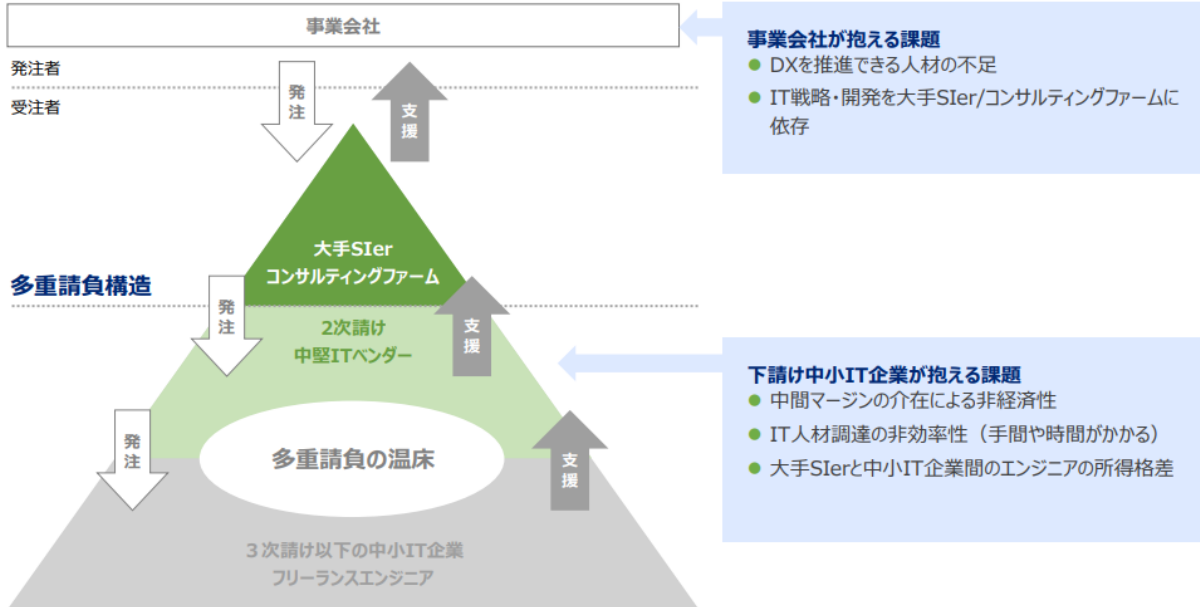 事業会社
発注者
受注者
発注
支援
事業会社が抱える課題
● DXを推進できる人材の不足
● IT戦略・開発を大手SIer/コンサルティングファームに
依存
大手SIer
コンサルティングファーム
多重請負構造
発注
支援
2次請け
中堅ITベンダー
下請け中小IT企業が抱える課題
● 中間マージンの介在による非経済性
● IT人材調達の非効率性（手間や時間がかかる）
● 大手SIerと中小IT企業間のエンジニアの所得格差
発注
支援
多重請負の温床
３次請け以下の中小IT企業
フリーランスエンジニア